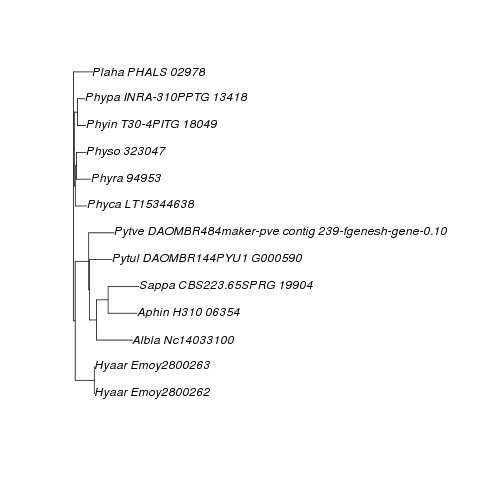 Plaha PHALS 02978
Phypa INRA-310PPTG 13418
Phyin T30-4PITG 18049
Physo 323047
Phyra 94953
Phyca LT15344638
Pytve DAOMBR484maker-pve contig 239-fgenesh-gene-0.10
Pytul DAOMBR144PYU1 G000590
Sappa CBS223.65SPRG 19904
Aphin H310 06354
Albla Nc14033100
Hyaar Emoy2800263
Hyaar Emoy2800262